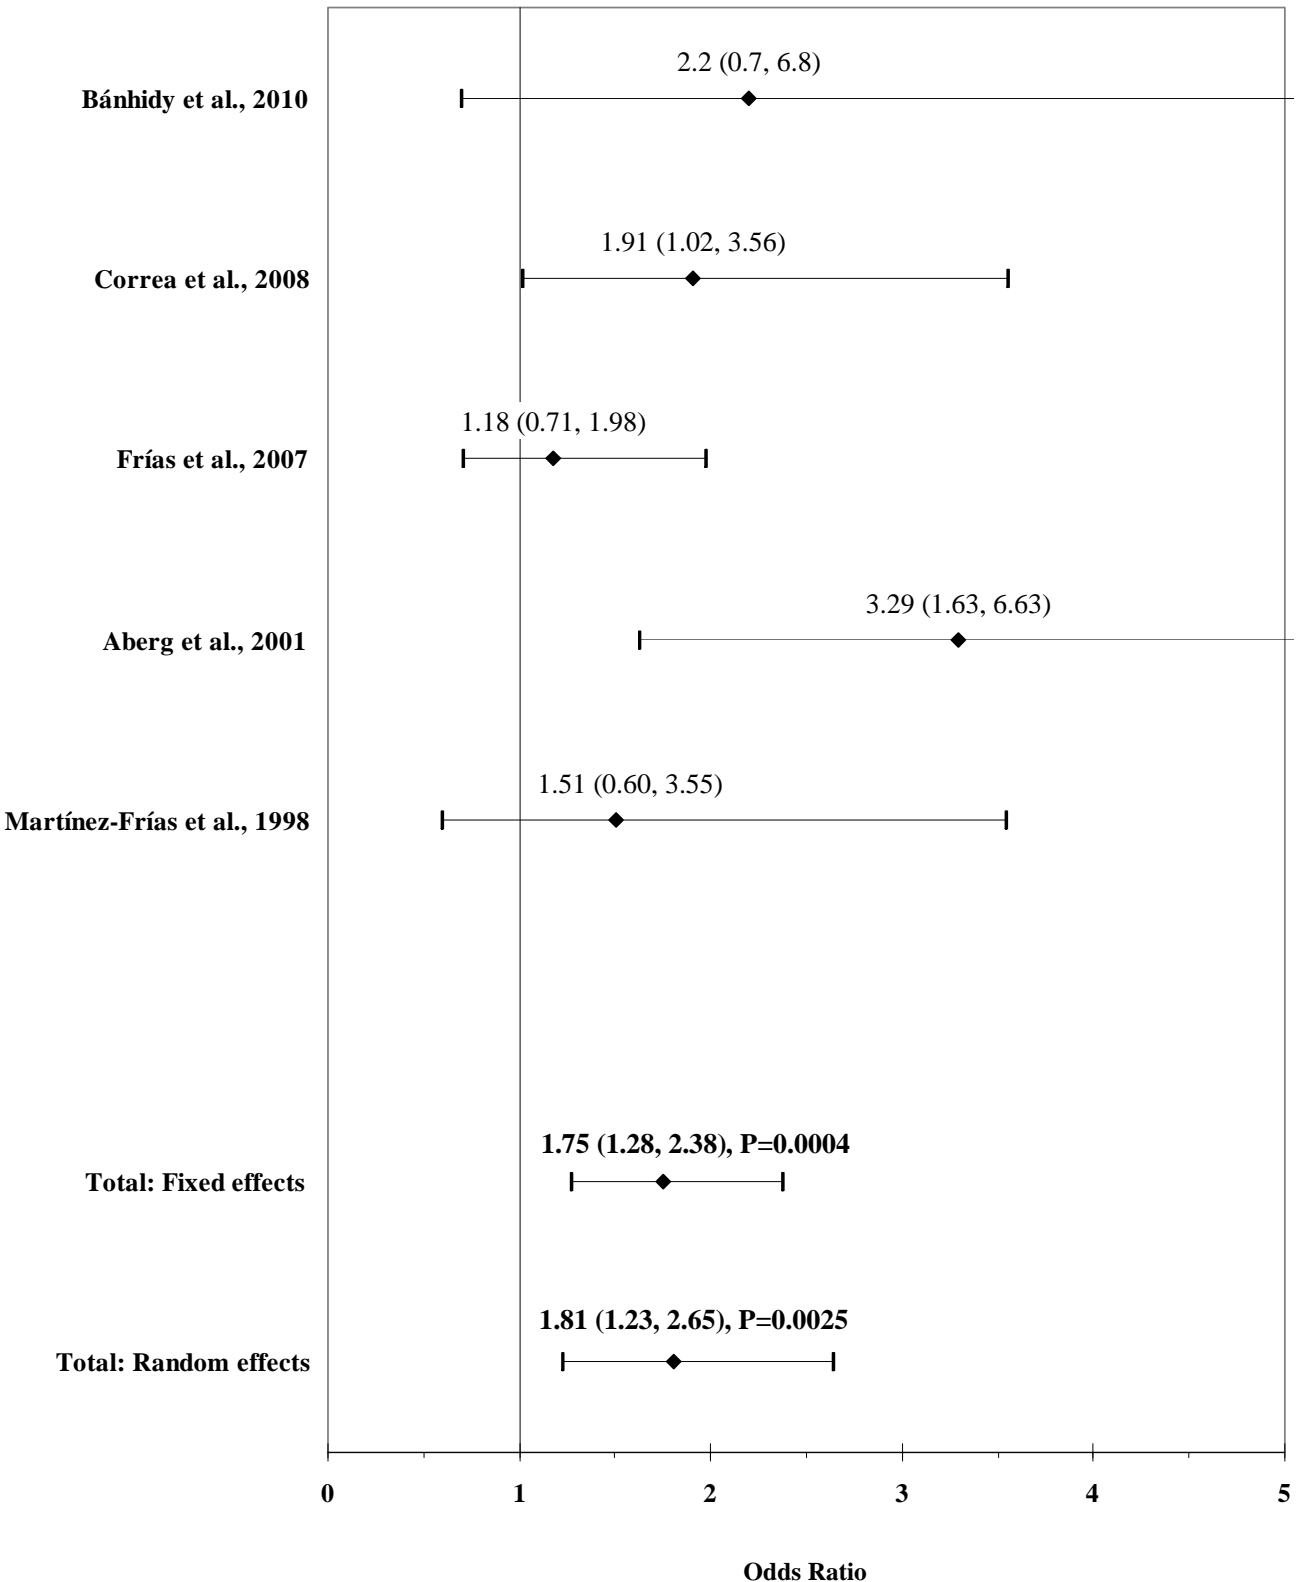 2.2 (0.7, 6.8)
Bánhidy et al., 2010
1.91 (1.02, 3.56)
Correa et al., 2008
1.18 (0.71, 1.98)
Frías et al., 2007
3.29 (1.63, 6.63)
Aberg et al., 2001
1.51 (0.60, 3.55)
Martínez-Frías et al., 1998
1.75 (1.28, 2.38), P=0.0004
Total: Fixed effects
1.81 (1.23, 2.65), P=0.0025
Total: Random effects
0 1 2 3 4 5
Odds Ratio